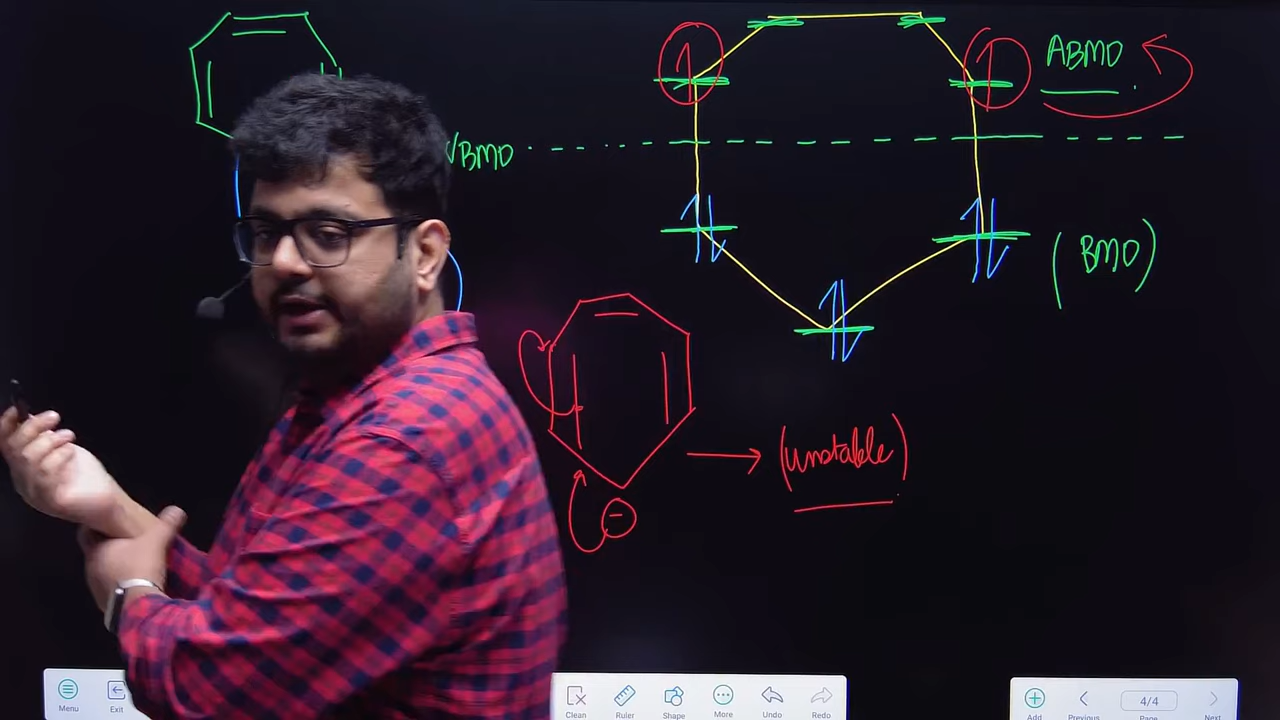 ABMO
BMO
(BMO)
(unstable)
Menu
Exit
Clean
Ruler
Shape
More
Undo
Redo
Add
Previous
4/4
Page
Next